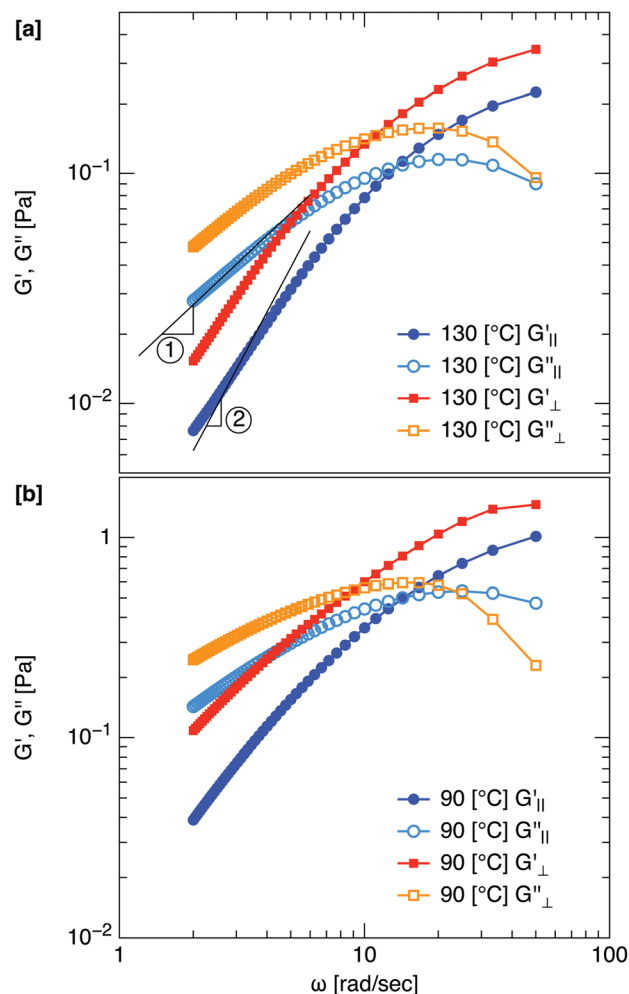 [a]
10⁻¹
10⁻²
G', G" [Pa]
①
②
130 [°C] G'||
130 [°C] G"||
130 [°C] G'⊥
130 [°C] G"⊥
[b]
1
10⁻¹
10⁻²
G', G" [Pa]
90 [°C] G'||
90 [°C] G"||
90 [°C] G'⊥
90 [°C] G"⊥
1 10 100
ω [rad/sec]